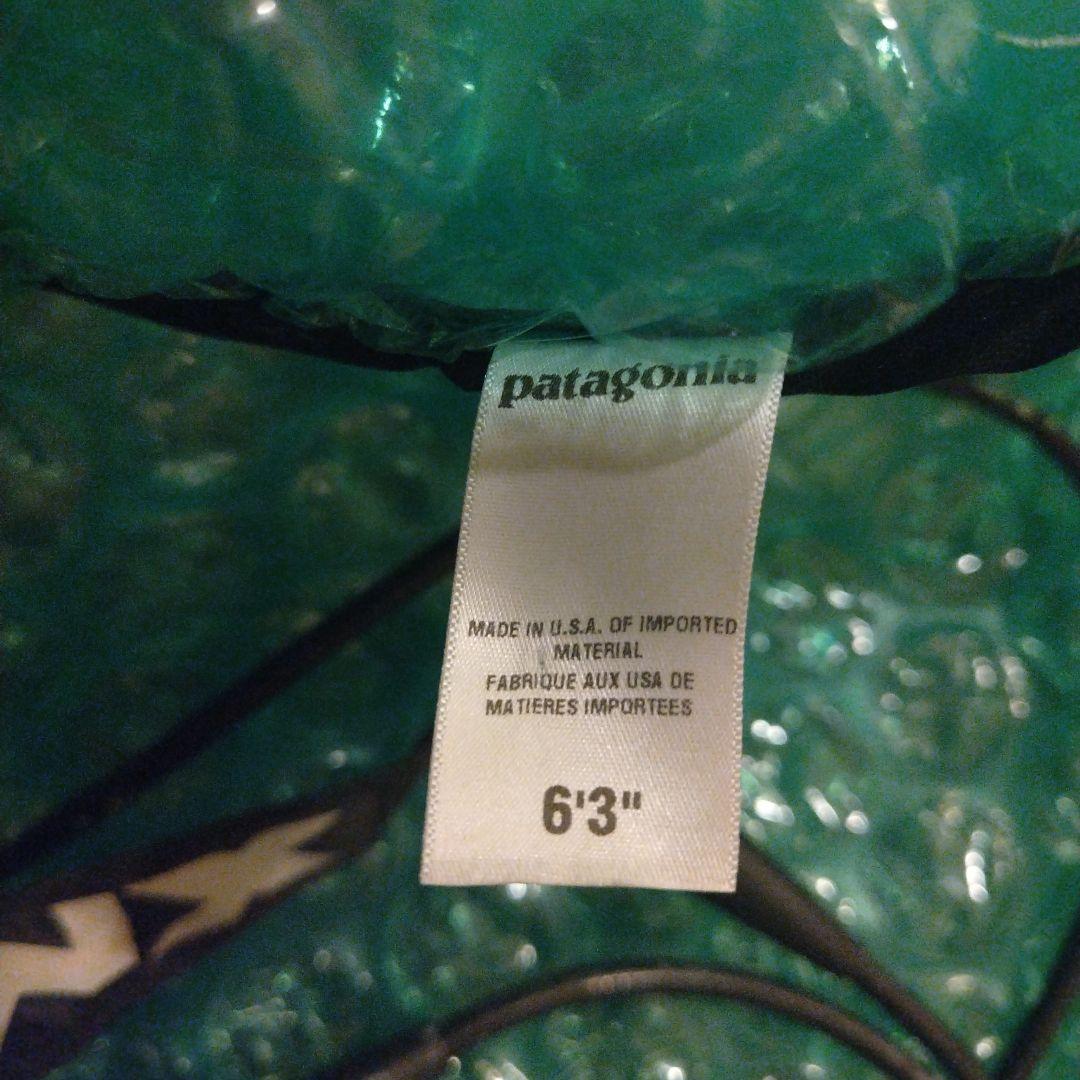 patagonia
MADE IN U.S.A. OF IMPORTED
MATERIAL
FABRIQUE AUX USA DE
MATIERES IMPORTEES
6'3"